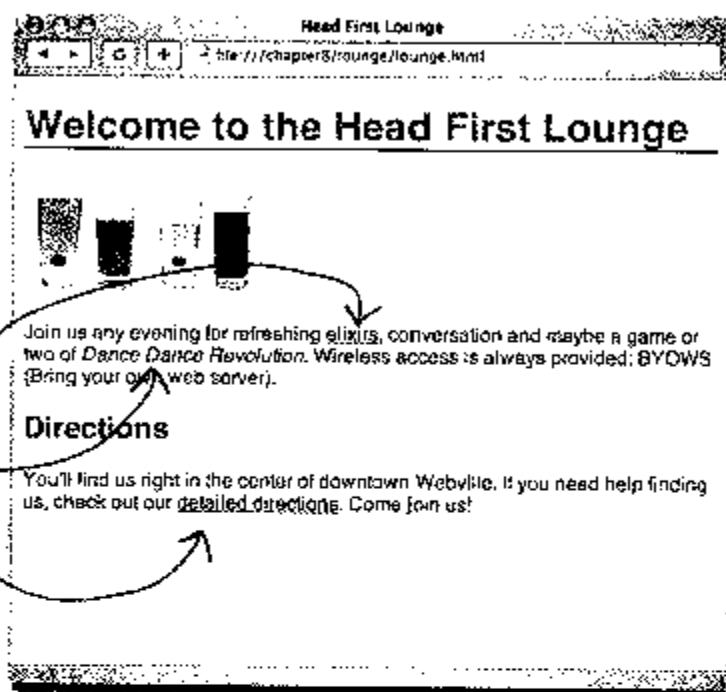 Head First Lounge
file:///chapter8/lounge/lounge.html
Welcome to the Head First Lounge
Join us any evening for refreshing elixirs, conversation and maybe a game or
two of Dance Dance Revolution. Wireless access is always provided; BYOWS
(Bring your own web server).
Directions
You'll find us right in the center of downtown Webville. If you need help finding
us, check out our detailed directions. Come join us!